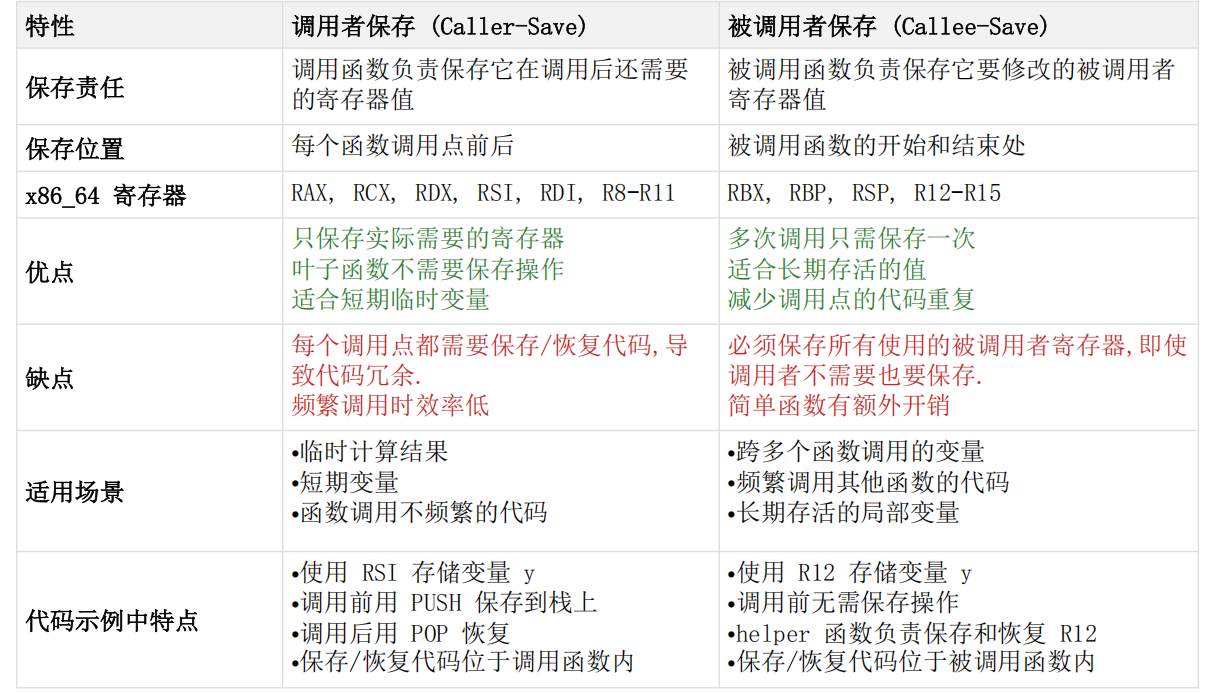 特性
调用者保存 (Caller-Save)
被调用者保存 (Callee-Save)
保存责任
调用函数负责保存它在调用后还需要
的寄存器值
被调用函数负责保存它要修改的被调用者
寄存器值
保存位置
每个函数调用点前后
被调用函数的开始和结束处
x86_64 寄存器
RAX, RCX, RDX, RSI, RDI, R8-R11
RBX, RBP, RSP, R12-R15
优点
只保存实际需要的寄存器
叶子函数不需要保存操作
适合短期临时变量
多次调用只需保存一次
适合长期存活的值
减少调用点的代码重复
缺点
每个调用点都需要保存/恢复代码,导
致代码冗余.
频繁调用时效率低
必须保存所有使用的被调用者寄存器,即使
调用者不需要也要保存.
简单函数有额外开销
适用场景
•临时计算结果
•短期变量
•函数调用不频繁的代码
•跨多个函数调用的变量
•频繁调用其他函数的代码
•长期存活的局部变量
代码示例中特点
•使用 RSI 存储变量 y
•调用前用 PUSH 保存到栈上
•调用后用 POP 恢复
•保存/恢复代码位于调用函数内
•使用 R12 存储变量 y
•调用前无需保存操作
•helper 函数负责保存和恢复 R12
•保存/恢复代码位于被调用函数内